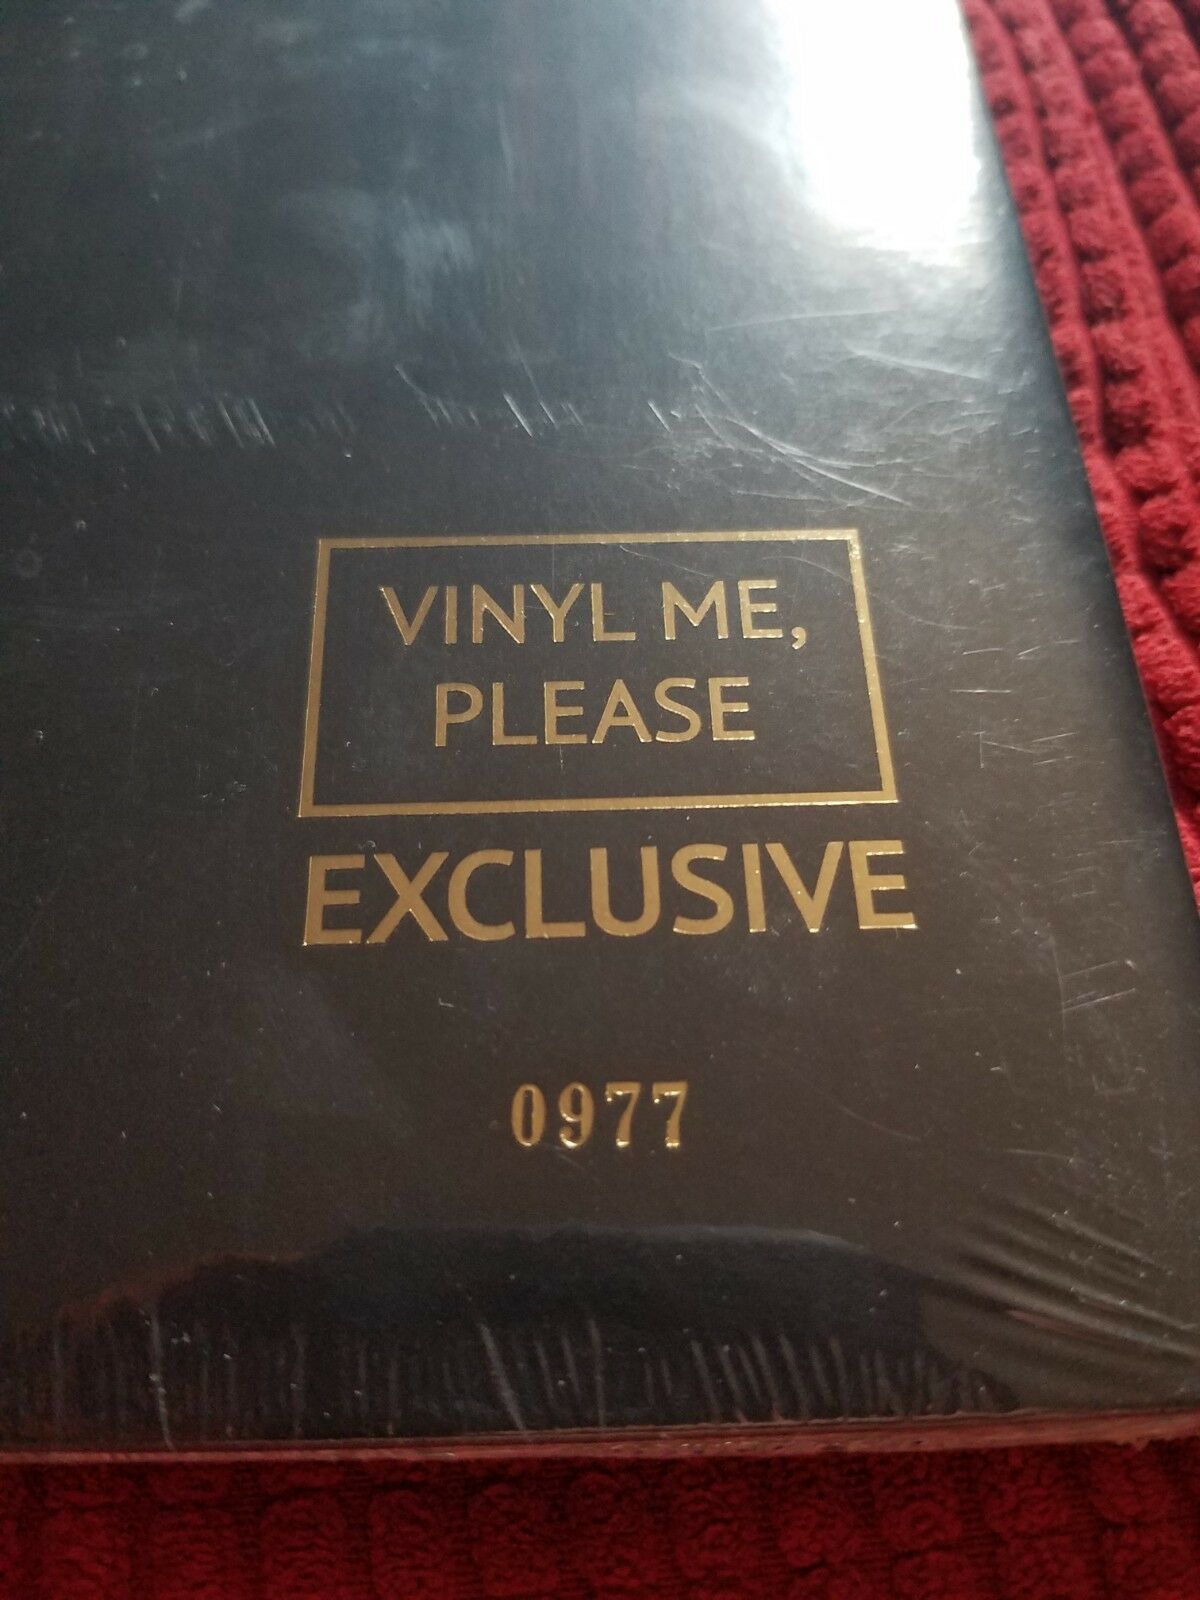 VINYL ME,
PLEASE
EXCLUSIVE
0977